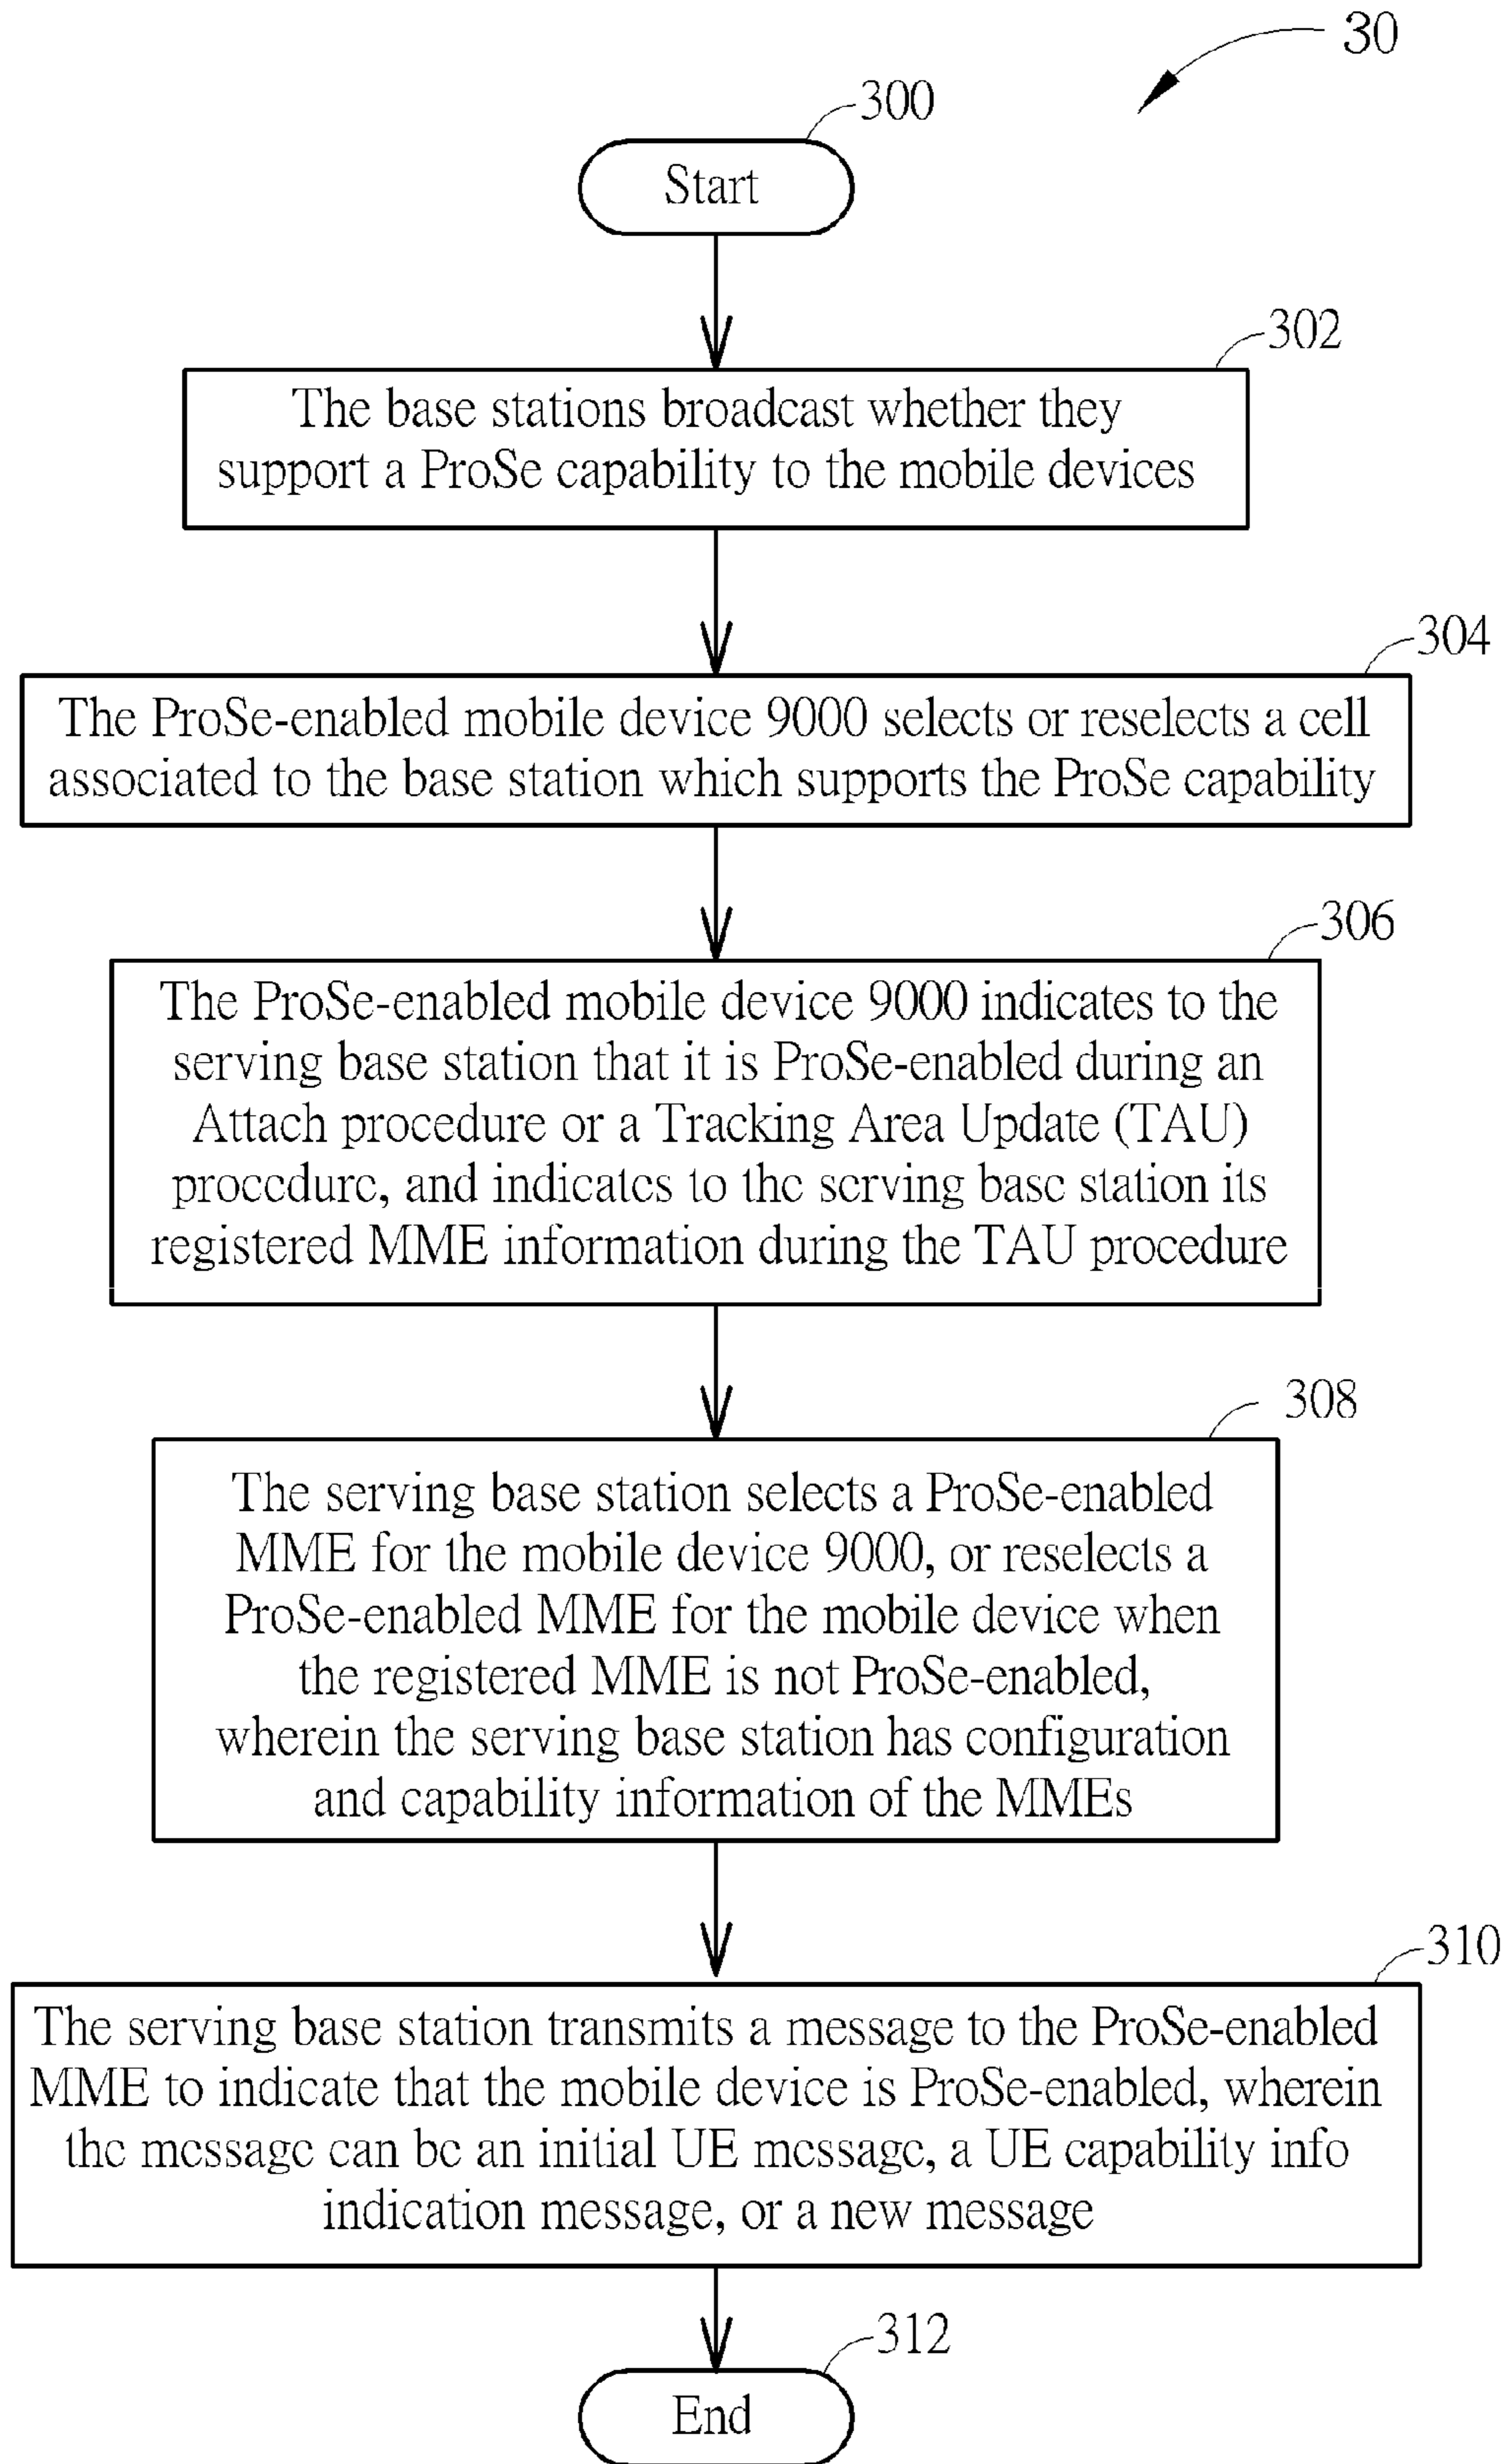 30
300
Start
302
The base stations broadcast whether they
support a ProSe capability to the mobile devices
304
The ProSe-enabled mobile device 9000 selects or reselects a cell
associated to the base station which supports the ProSe capability
306
The ProSe-enabled mobile device 9000 indicates to the
serving base station that it is ProSe-enabled during an
Attach procedure or a Tracking Area Update (TAU)
procedure, and indicates to the serving base station its
registered MME information during the TAU procedure
308
The serving base station selects a ProSe-enabled
MME for the mobile device 9000, or reselects a
ProSe-enabled MME for the mobile device when
the registered MME is not ProSe-enabled,
wherein the serving base station has configuration
and capability information of the MMEs
310
The serving base station transmits a message to the ProSe-enabled
MME to indicate that the mobile device is ProSe-enabled, wherein
the message can be an initial UE message, a UE capability info
indication message, or a new message
312
End